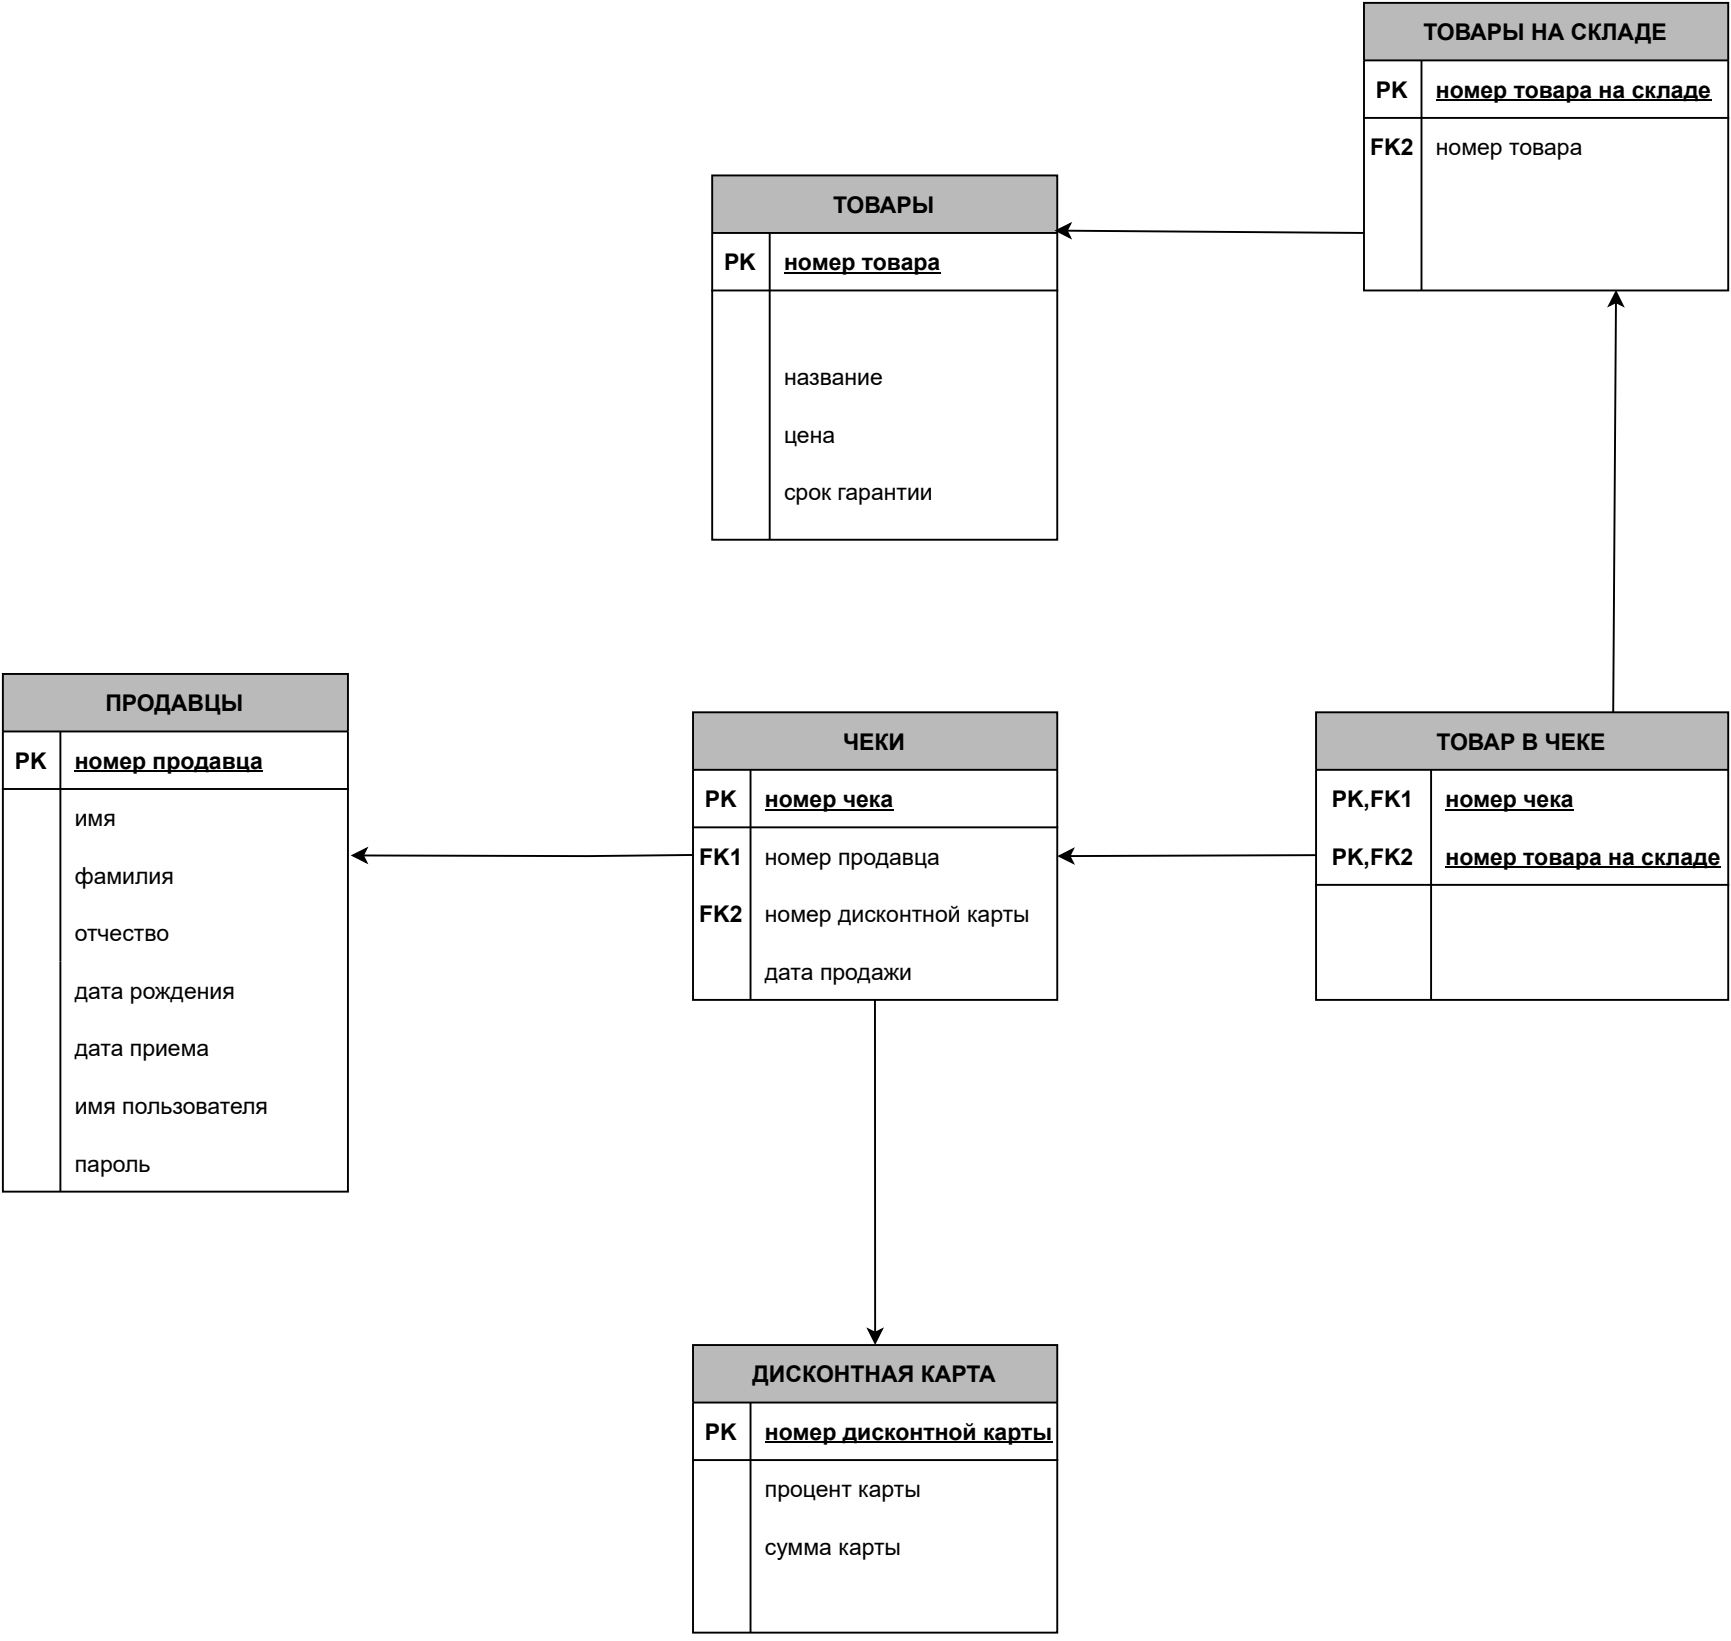 ТОВАРЫ НА СКЛАДЕ
PK номер товара на складе
FK2 номер товара
ТОВАРЫ
PK номер товара
название
цена
срок гарантии
ПРОДАВЦЫ
PK номер продавца
имя
фамилия
отчество
дата рождения
дата приема
имя пользователя
пароль
ЧЕКИ
PK номер чека
FK1 номер продавца
FK2 номер дисконтной карты
дата продажи
ТОВАР В ЧЕКЕ
PK,FK1 номер чека
PK,FK2 номер товара на складе
ДИСКОНТНАЯ КАРТА
PK номер дисконтной карты
процент карты
сумма карты